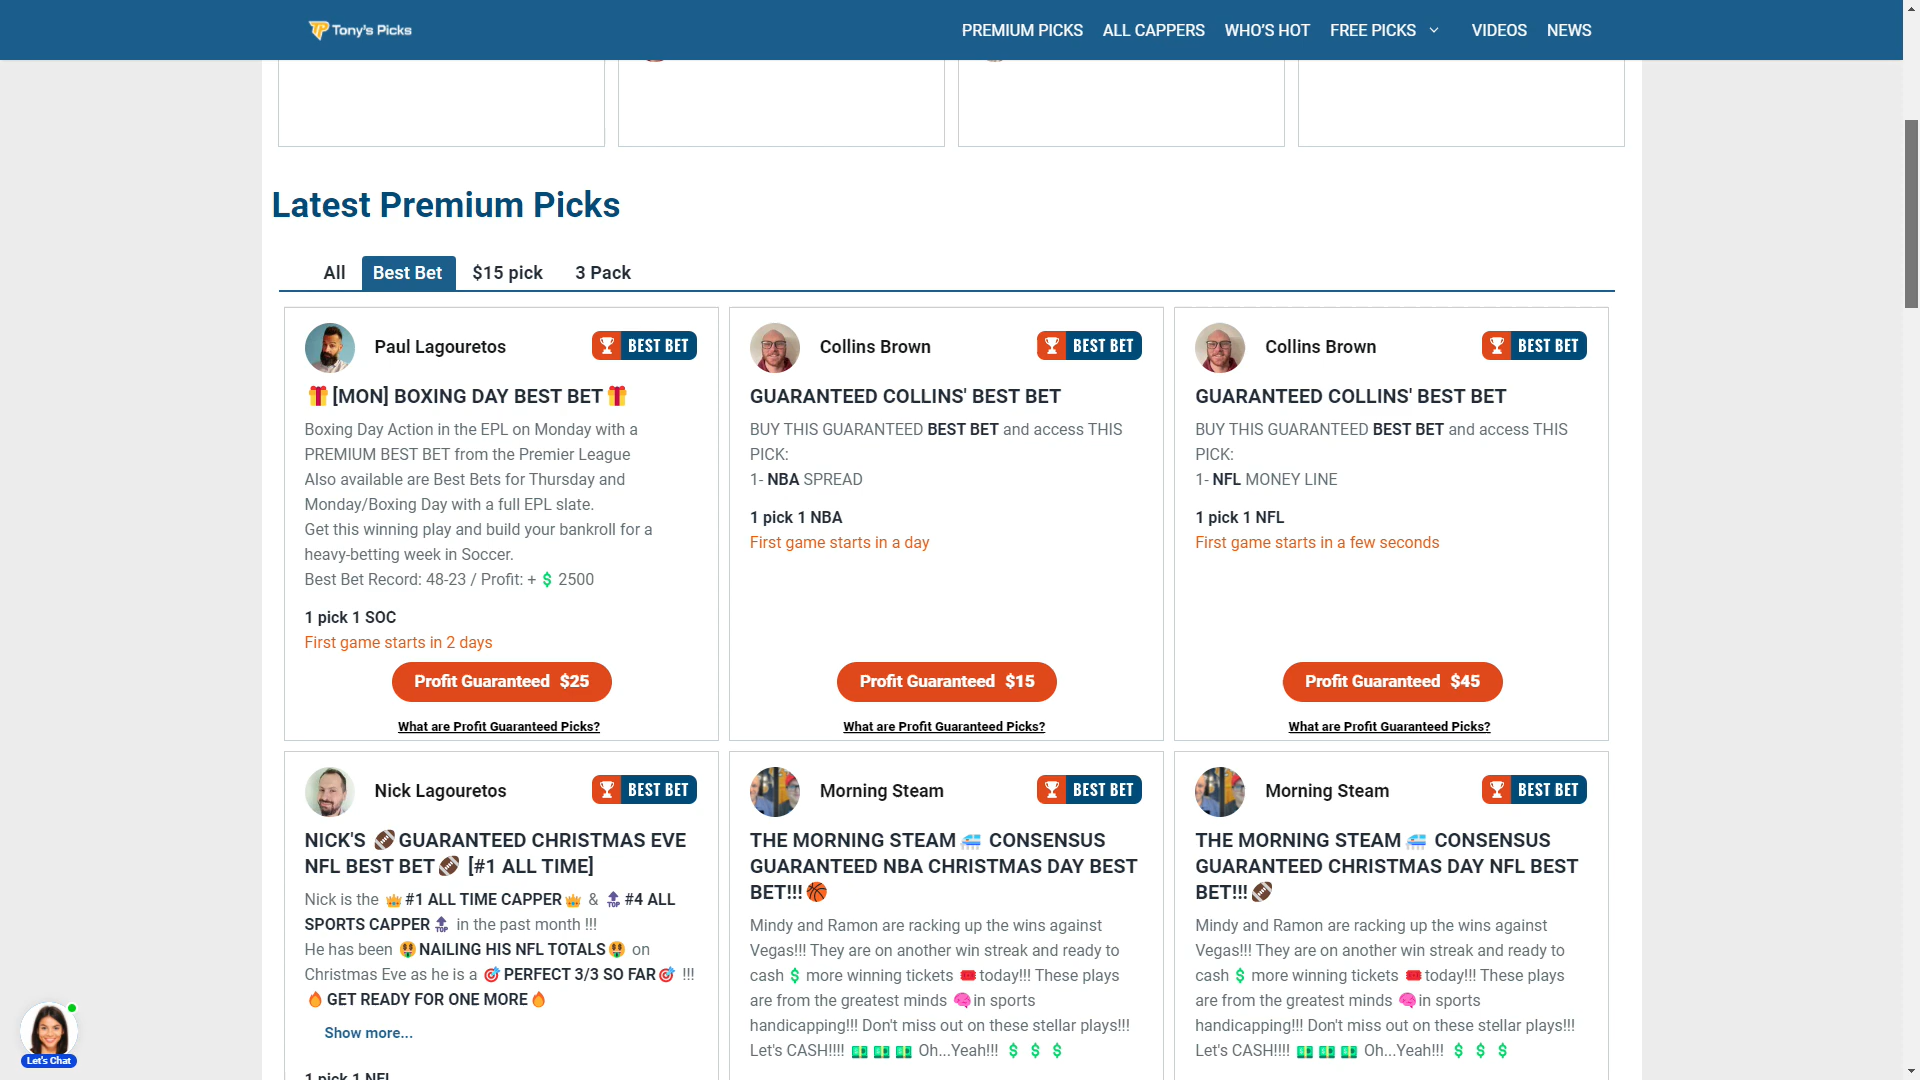 Tony's Picks
PREMIUM PICKS ALL CAPPERS WHO'S HOT FREE PICKS VIDEOS NEWS
Latest Premium Picks
All Best Bet $15 pick 3 Pack
Paul Lagouretos
BEST BET
🎁[MON] BOXING DAY BEST BET🎁
Boxing Day Action in the EPL on Monday with a
PREMIUM BEST BET from the Premier League
Also available are Best Bets for Thursday and
Monday/Boxing Day with a full EPL slate.
Get this winning play and build your bankroll for a
heavy-betting week in Soccer.
Best Bet Record: 48-23 / Profit: + 💲 2500
1 pick 1 SOC
First game starts in 2 days
Profit Guaranteed $25
What are Profit Guaranteed Picks?
Collins Brown
BEST BET
GUARANTEED COLLINS' BEST BET
BUY THIS GUARANTEED BEST BET and access THIS
PICK:
1- NBA SPREAD
1 pick 1 NBA
First game starts in a day
Profit Guaranteed $15
What are Profit Guaranteed Picks?
Collins Brown
BEST BET
GUARANTEED COLLINS' BEST BET
BUY THIS GUARANTEED BEST BET and access THIS
PICK:
1- NFL MONEY LINE
1 pick 1 NFL
First game starts in a few seconds
Profit Guaranteed $45
What are Profit Guaranteed Picks?
Nick Lagouretos
BEST BET
NICK'S 🏈GUARANTEED CHRISTMAS EVE
NFL BEST BET🏈 [#1 ALL TIME]
Nick is the 👑#1 ALL TIME CAPPER👑 & 🔝#4 ALL
SPORTS CAPPER🔝 in the past month !!!
He has been 🤑NAILING HIS NFL TOTALS🤑 on
Christmas Eve as he is a 🎯PERFECT 3/3 SO FAR🎯 !!!
🔥GET READY FOR ONE MORE🔥
Show more...
1 pick 1 NFL
Morning Steam
BEST BET
THE MORNING STEAM🚈 CONSENSUS
GUARANTEED NBA CHRISTMAS DAY BEST
BET!!!🏀
Mindy and Ramon are racking up the wins against
Vegas!!! They are on another win streak and ready to
cash 💲more winning tickets 🎟today!!! These plays
are from the greatest minds 🧠in sports
handicapping!!! Don't miss out on these stellar plays!!!
Let's CASH!!!! 💵 💵 💵 Oh...Yeah!!! 💲 💲 💲
Morning Steam
BEST BET
THE MORNING STEAM🚈 CONSENSUS
GUARANTEED CHRISTMAS DAY NFL BEST
BET!!!🏈
Mindy and Ramon are racking up the wins against
Vegas!!! They are on another win streak and ready to
cash 💲more winning tickets 🎟today!!! These plays
are from the greatest minds 🧠in sports
handicapping!!! Don't miss out on these stellar plays!!!
Let's CASH!!!! 💵 💵 💵 Oh...Yeah!!! 💲 💲 💲
Let's Chat